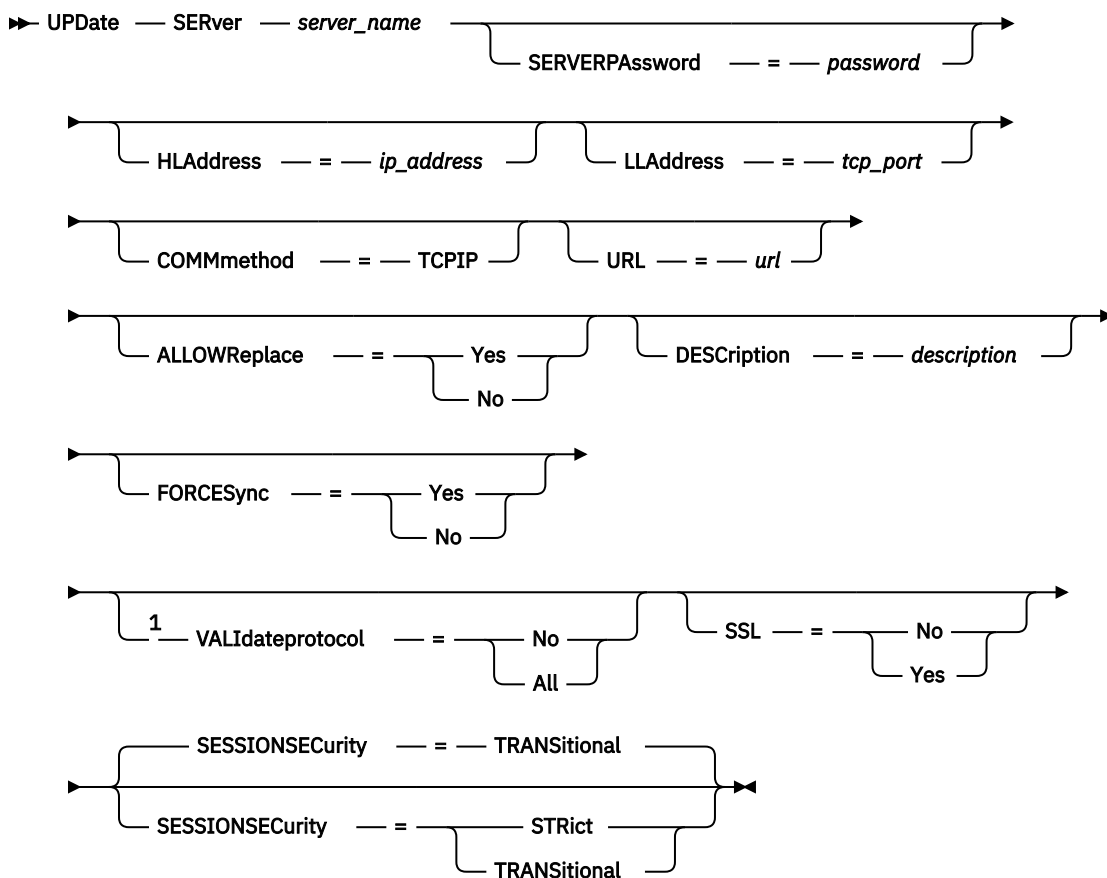 UPDate SERver server_name
SERVERPAssword = password
HLAddress = ip_address LLAddress = tcp_port
COMMmethod = TCPIP URL = url
ALLOWReplace = Yes DESCription = description
No
FORCESync = Yes
No
1 VALIdateprotocol = No SSL = No
All Yes
SESSIONSECurity = TRANSitional
SESSIONSECurity = STRict
TRANSitional